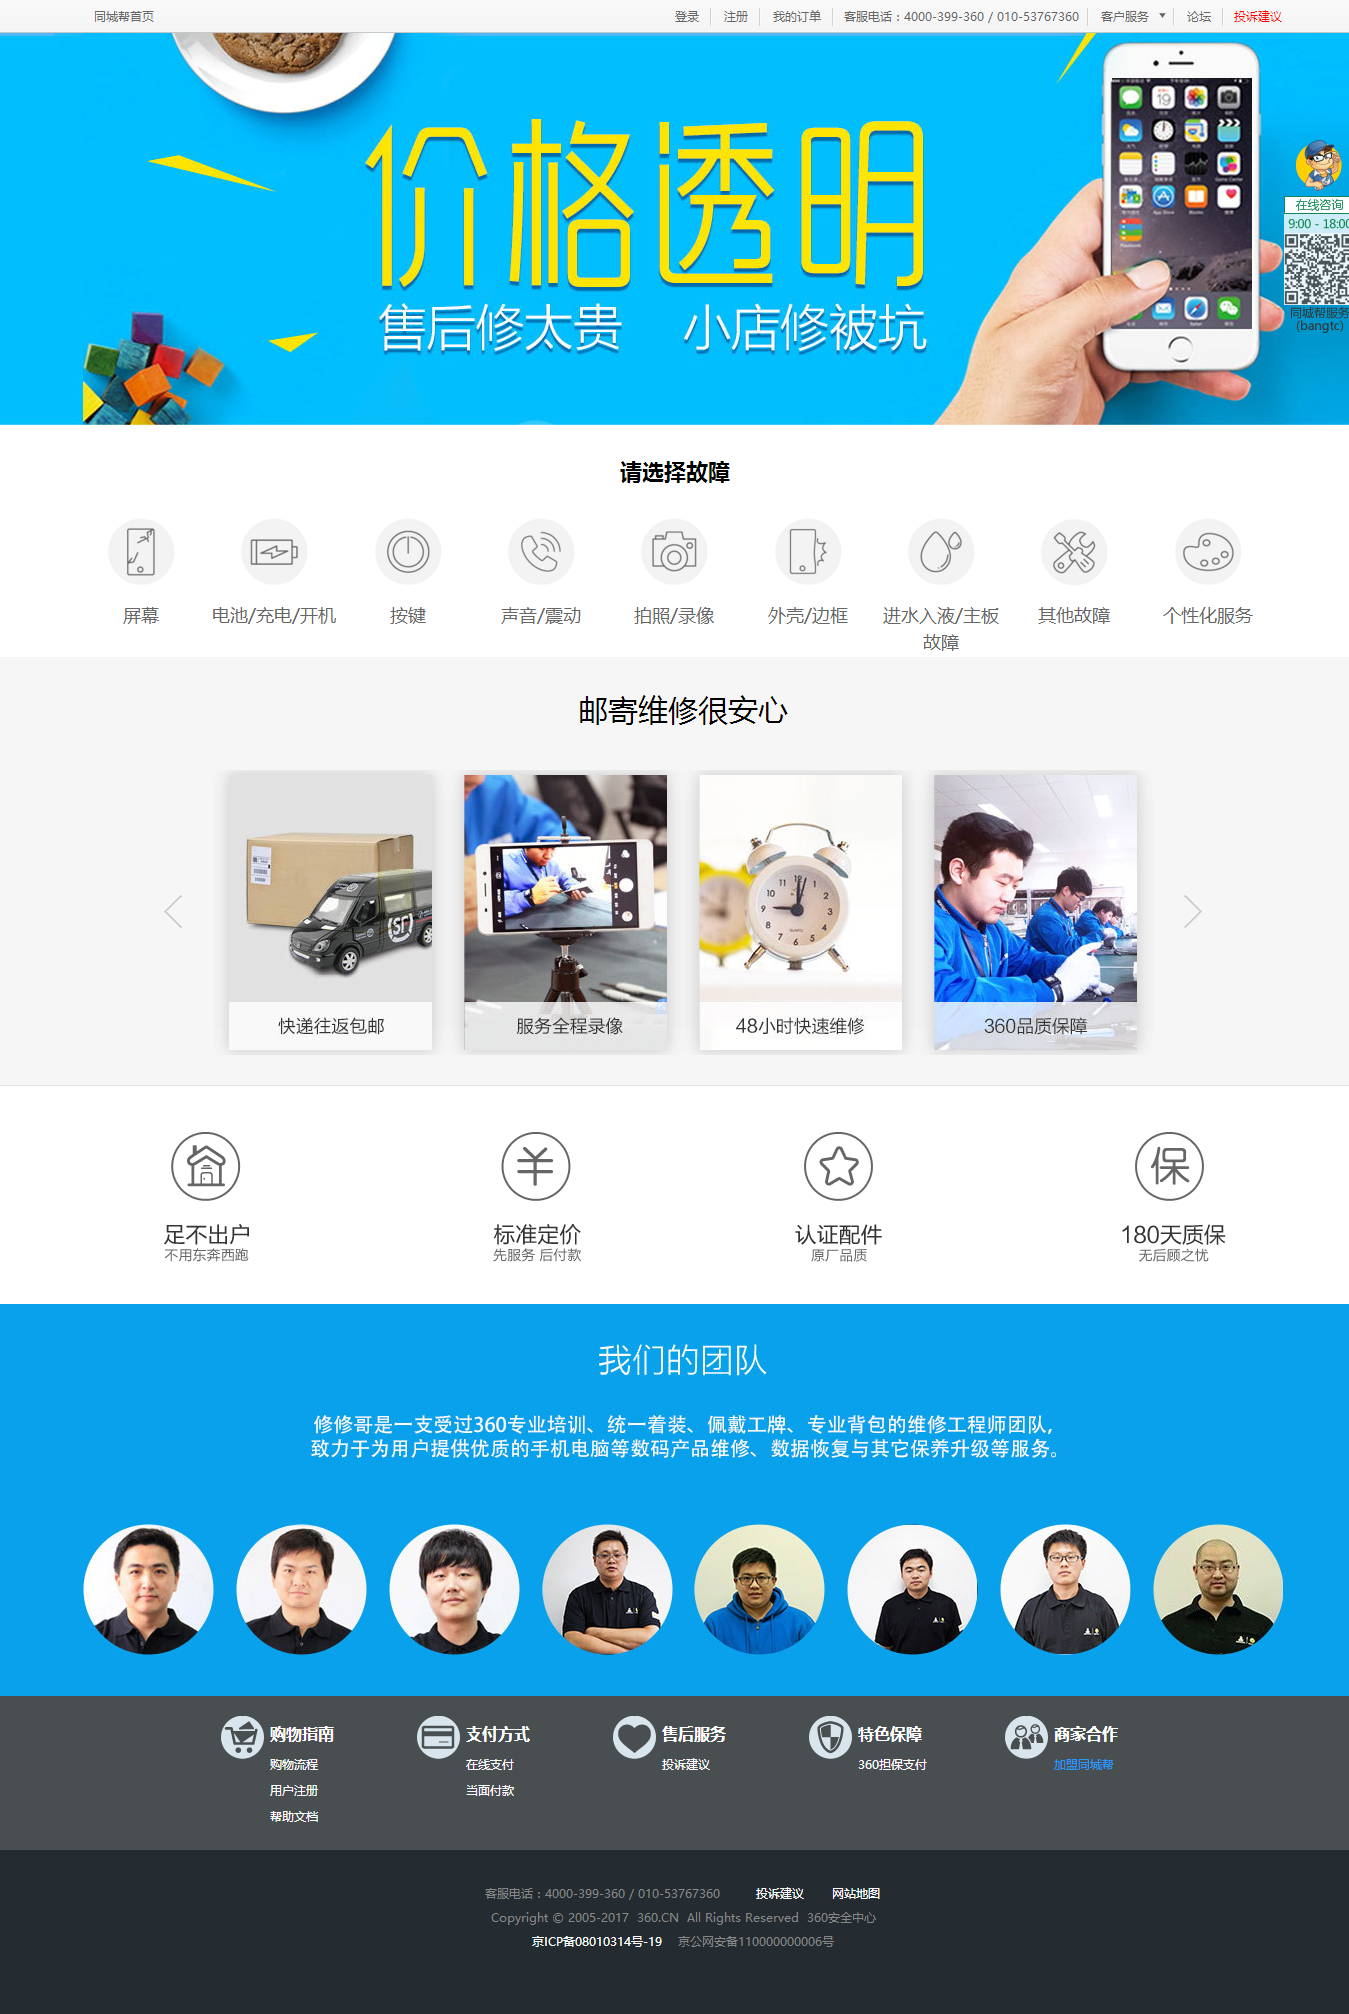 同城帮首页
登录 注册 我的订单 客服电话：4000-399-360 / 010-53767360 客户服务 论坛 投诉建议
价格透明
售后修太贵 小店修被坑
在线咨询
9:00 - 18:00
同城帮服务
(bangtc)
请选择故障
屏幕 电池/充电/开机 按键 声音/震动 拍照/录像 外壳/边框 进水入液/主板故障 其他故障 个性化服务
邮寄维修很安心
快递往返包邮 服务全程录像 48小时快速维修 360品质保障
保
足不出户 标准定价 认证配件 180天质保
不用东奔西跑 先服务 后付款 原厂品质 无后顾之忧
我们的团队
修修哥是一支受过360专业培训、统一着装、佩戴工牌、专业背包的维修工程师团队,
致力于为用户提供优质的手机电脑等数码产品维修、数据恢复与其它保养升级等服务。
购物指南 支付方式 售后服务 特色保障 商家合作
购物流程 在线支付 投诉建议 360担保支付 加盟同城帮
用户注册 当面付款
帮助文档
客服电话：4000-399-360 / 010-53767360 投诉建议 网站地图
Copyright © 2005-2017 360.CN All Rights Reserved 360安全中心
京ICP备08010314号-19 京公网安备110000000006号